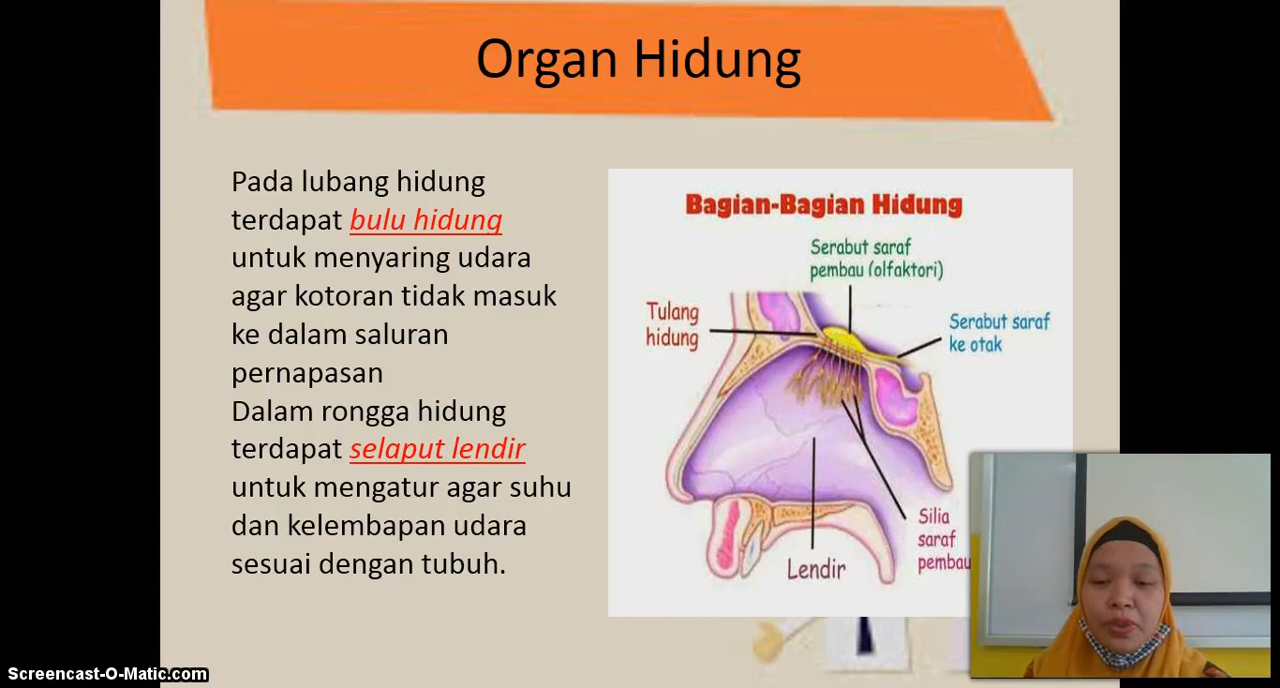 Organ Hidung
Pada lubang hidung
terdapat bulu hidung
untuk menyaring udara
agar kotoran tidak masuk
ke dalam saluran
pernapasan
Dalam rongga hidung
terdapat selaput lendir
untuk mengatur agar suhu
dan kelembapan udara
sesuai dengan tubuh.
Bagian-Bagian Hidung
Serabut saraf
pembau (olfaktori)
Tulang
hidung
Serabut saraf
ke otak
Silia
saraf
pembau
Lendir
Screencast-O-Matic.com